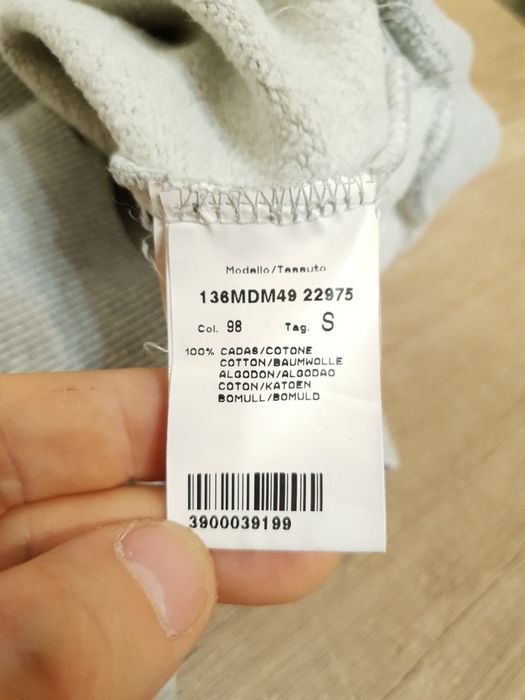 Modello/Tessuto
136MDM49 22975
Col. 98 Tag. S
100% CADAS/COTONE
COTTON/BAUMWOLLE
ALGODON/ALGODAO
COTON/KATOEN
BOMULL/BOMULD
3900039199